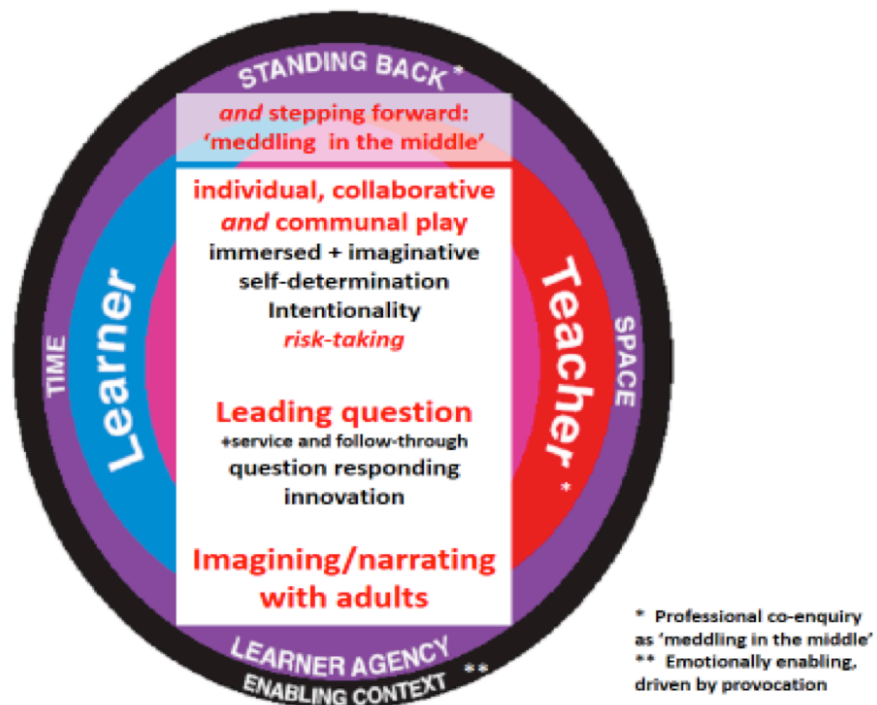 STANDING BACK *
and stepping forward:
‘meddling in the middle’
individual, collaborative
and communal play
immersed + imaginative
self-determination
Intentionality
risk-taking
Learner
Teacher *
TIME
SPACE
Leading question
+service and follow-through
question responding
innovation
Imagining/narrating
with adults
LEARNER AGENCY
ENABLING CONTEXT **
* Professional co-enquiry
as ‘meddling in the middle’
** Emotionally enabling,
driven by provocation